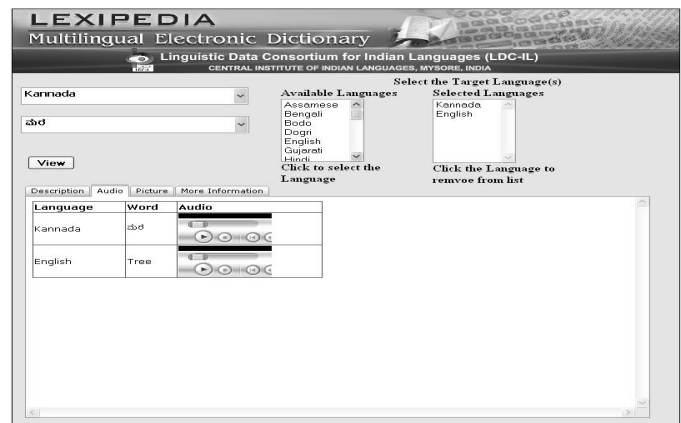 LEXIPEDIA
Multilingual Electronic Dictionary
Linguistic Data Consortium for Indian Languages (LDC-IL)
CENTRAL INSTITUTE OF INDIAN LANGUAGES, MYSORE, INDIA
Select the Target Language(s)
Kannada
Available Languages
Selected Languages
ಮರ
Assamese
Bengali
Bodo
Dogri
English
Gujarati
Hindi
Kannada
English
View
Click to select the
Language
Click the Language to
remvoe from list
Description Audio Picture More Information
Language Word Audio
Kannada ಮರ
English Tree